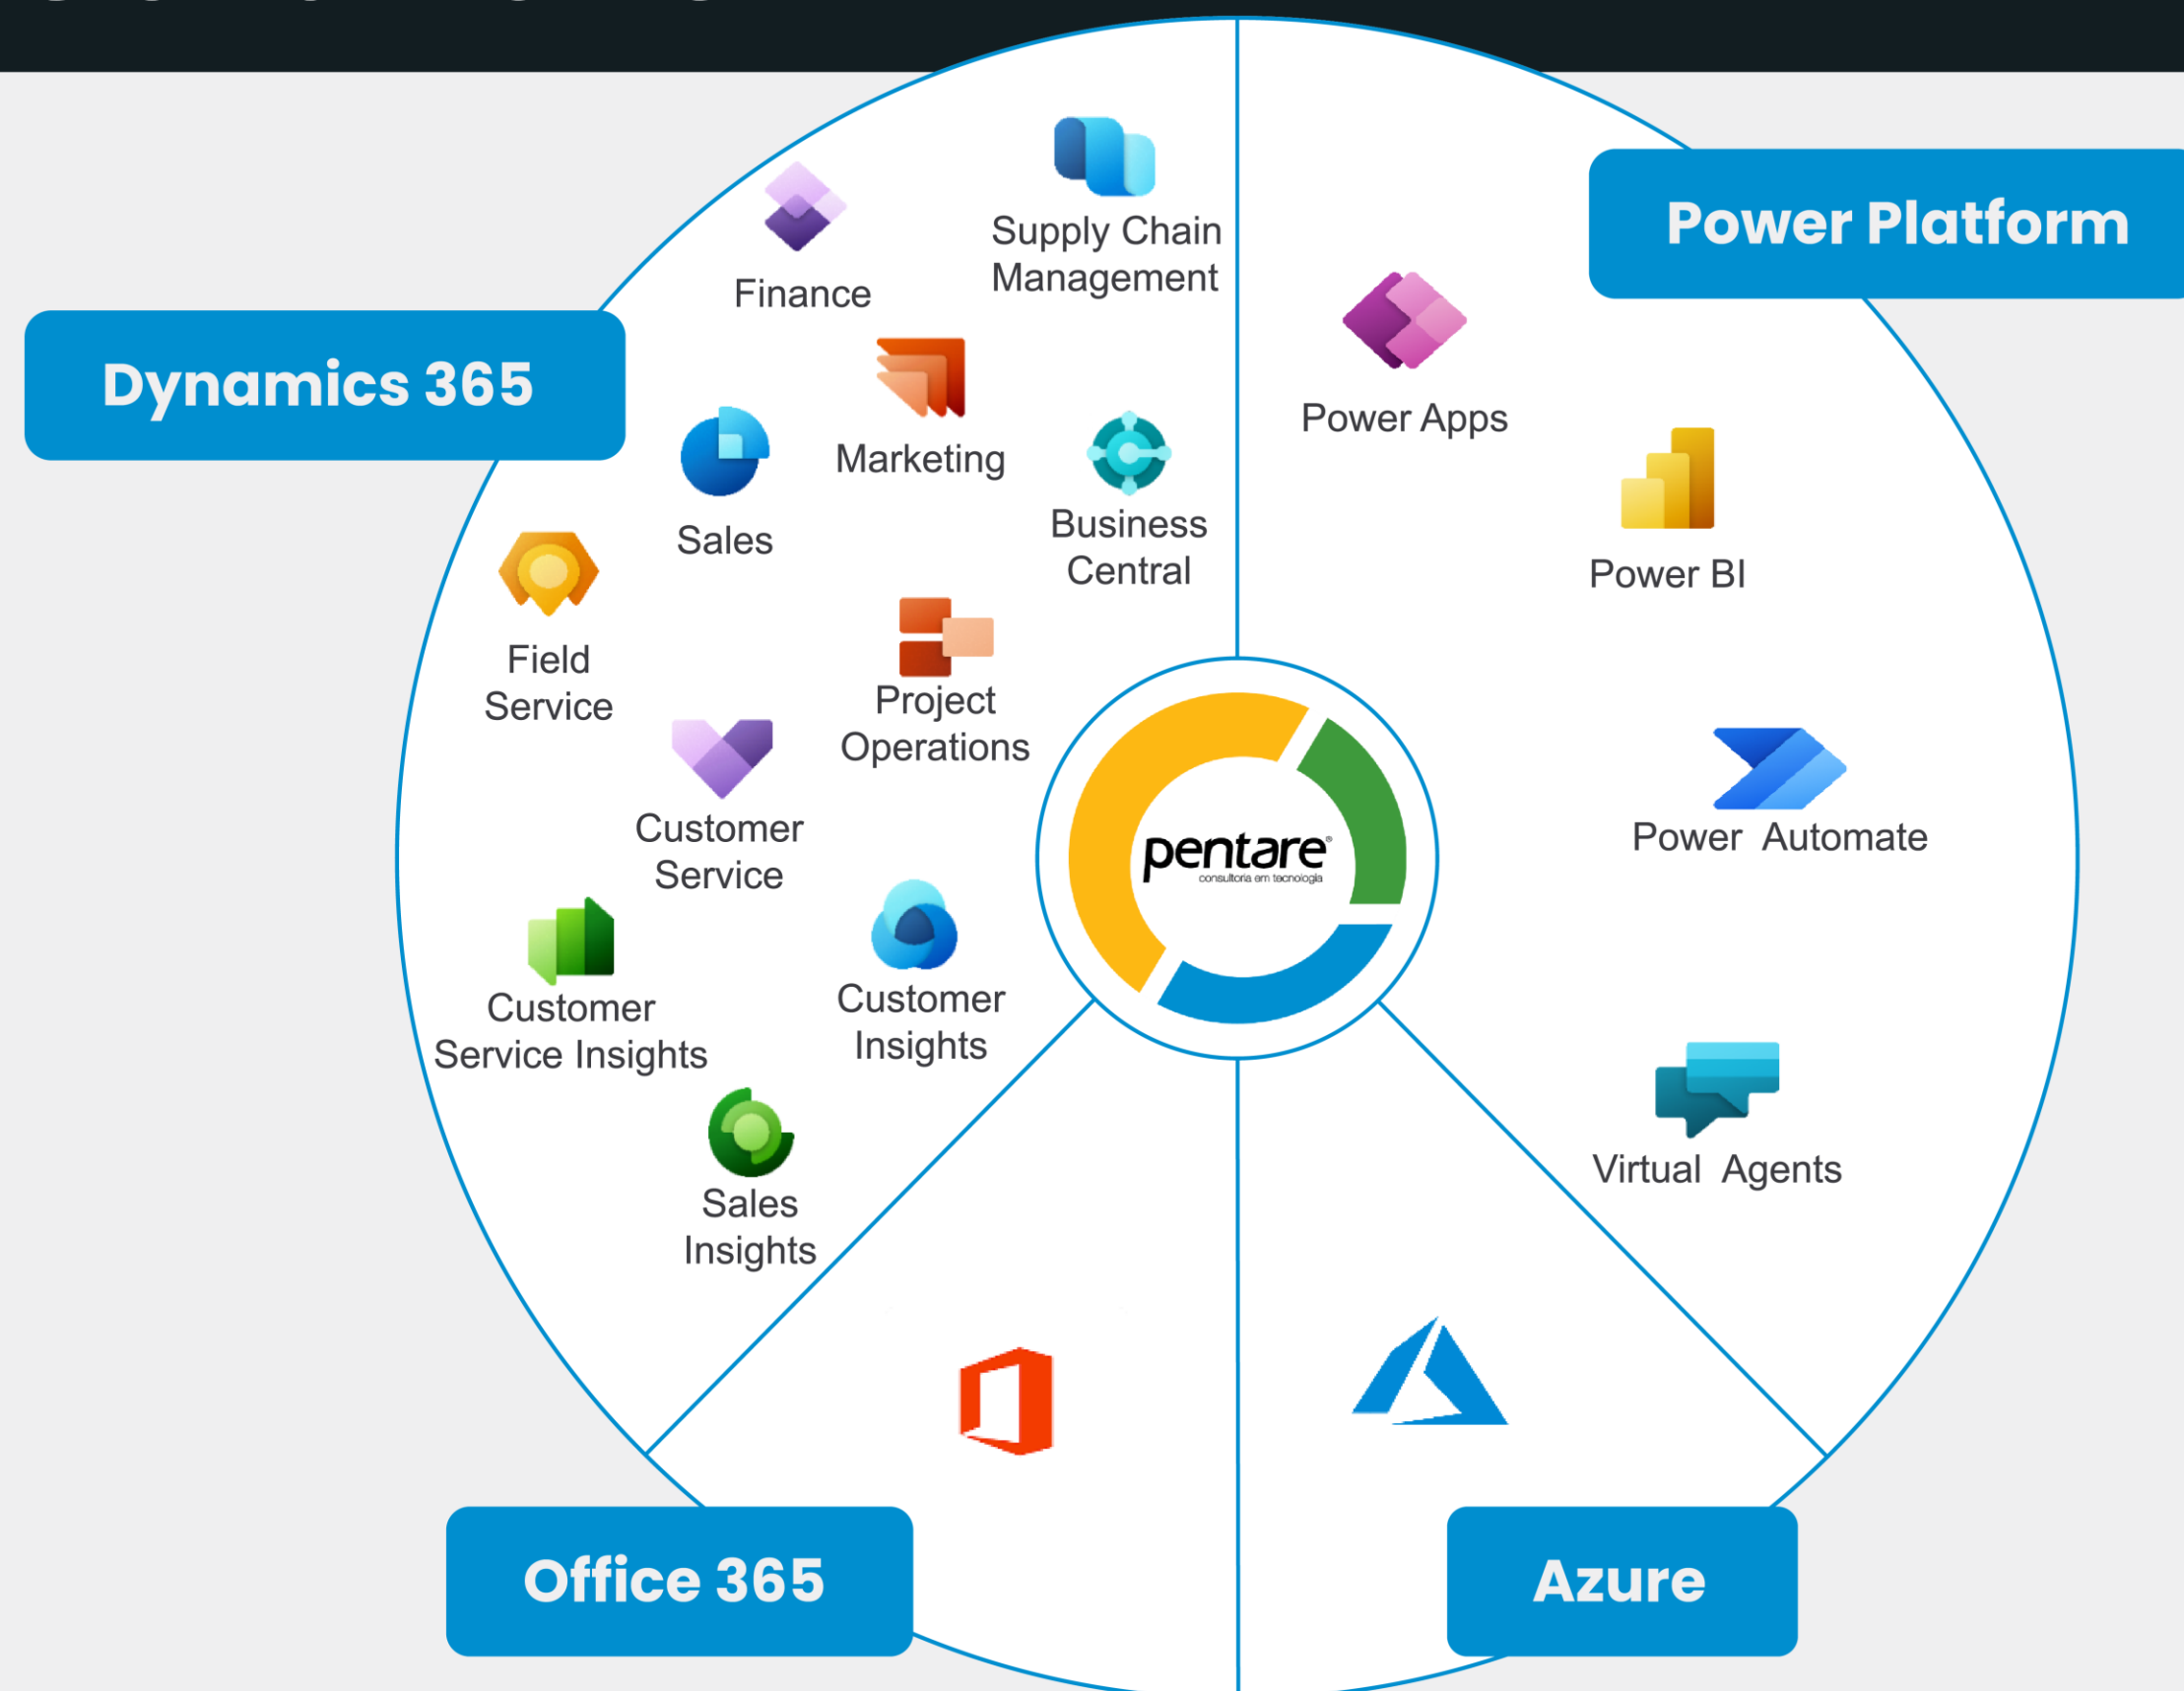 Dynamics 365
Finance
Supply Chain
Management
Marketing
Sales
Business
Central
Field
Service
Project
Operations
Customer
Service
Customer
Service Insights
Customer
Insights
Sales
Insights
Power Platform
Power Apps
Power BI
Power Automate
Virtual Agents
pentare®
consultoria em tecnologia
Office 365
Azure